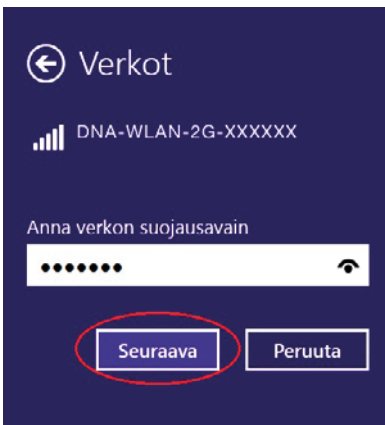 Verkot
DNA-WLAN-2G-XXXXXX
Anna verkon suojausavain
•••••••
Seuraava
Peruuta